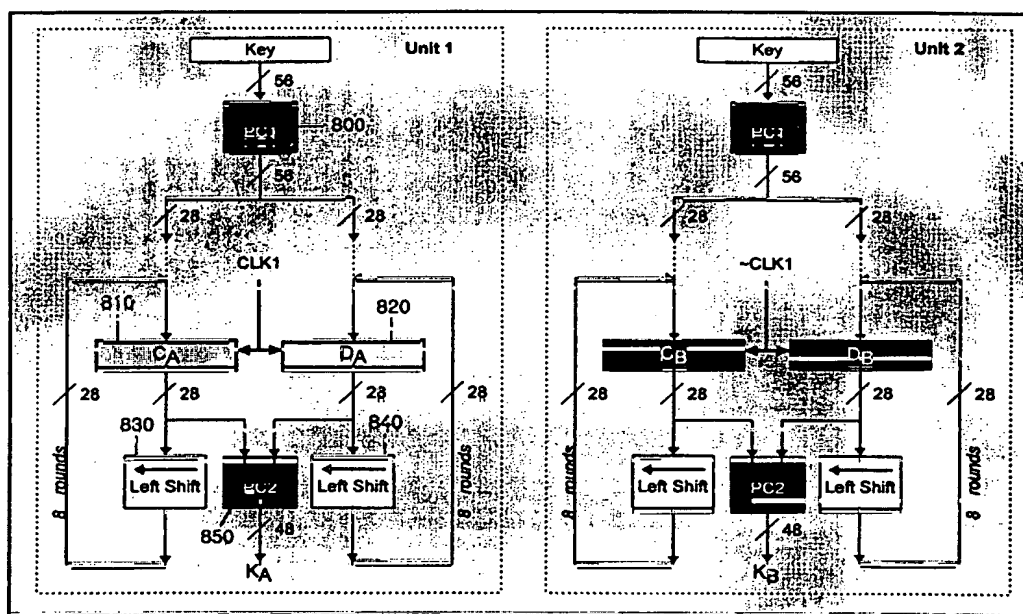 Key
Unit 1
56
PC1
800
56
28
28
CLK1
810
820
CA
DA
28
28
28
28
830
840
Left Shift
PC2
Left Shift
8 rounds
8 rounds
850
48
KA
Key
Unit 2
56
PC1
56
28
28
~CLK1
CB
DB
28
28
28
28
Left Shift
PC2
Left Shift
8 rounds
8 rounds
48
KB